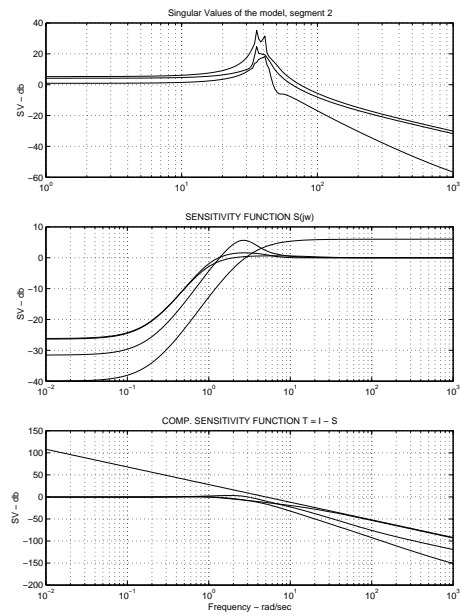 Singular Values of the model, segment 2
40
20
0
−20
−40
−60
SV − db
10^0 10^1 10^2 10^3
SENSITIVITY FUNCTION S(jw)
10
0
−10
−20
−30
−40
SV − db
10^−2 10^−1 10^0 10^1 10^2 10^3
COMP. SENSITIVITY FUNCTION T = I − S
150
100
50
0
−50
−100
−150
−200
SV − db
10^−2 10^−1 10^0 10^1 10^2 10^3
Frequency − rad/sec